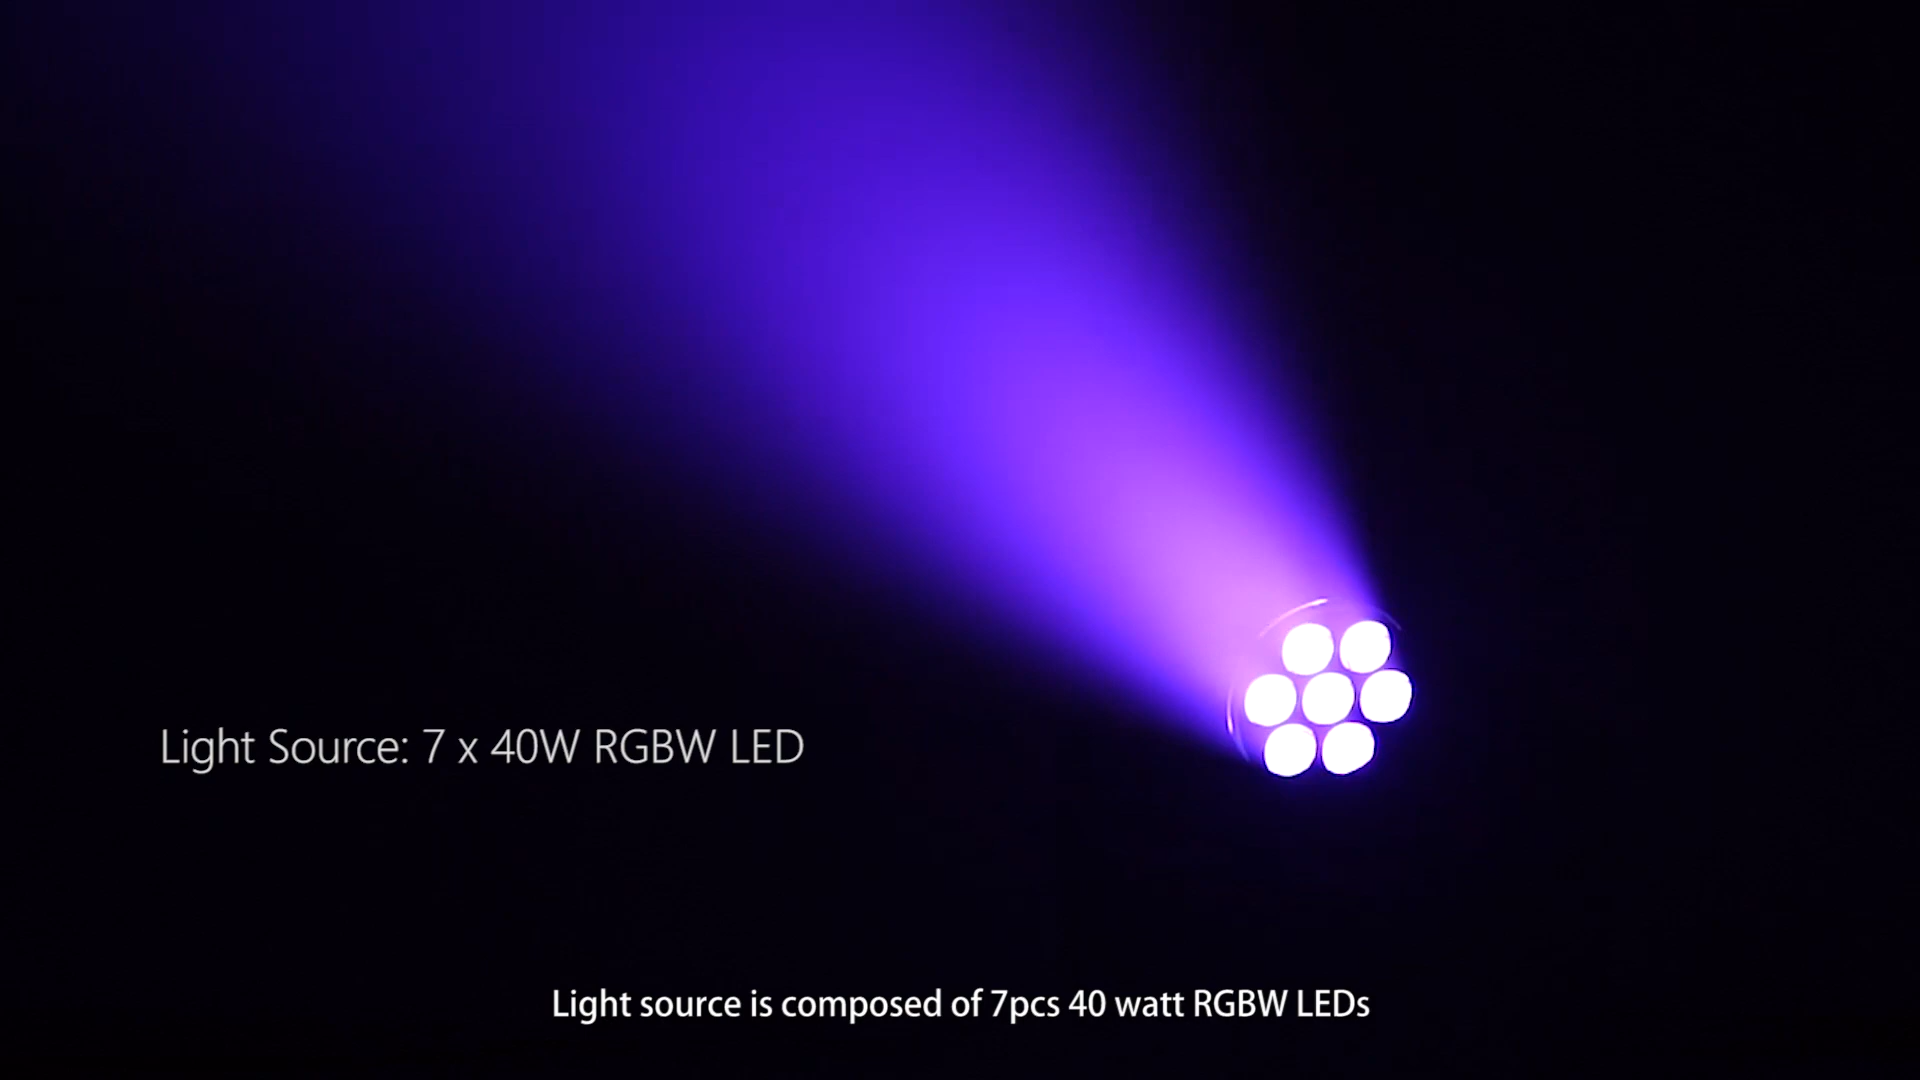 Light Source: 7 x 40W RGBW LED
Light source is composed of 7pcs 40 watt RGBW LEDs